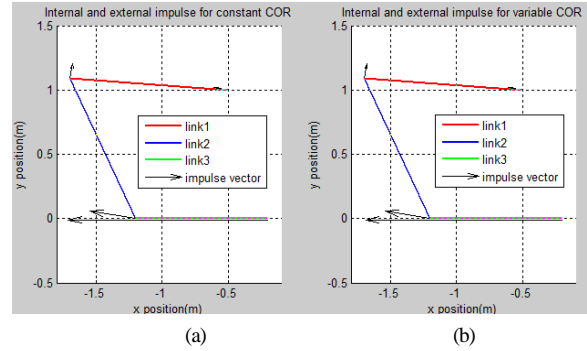 Internal and external impulse for constant COR
1.5
1
0.5
0
-0.5
y position(m)
-1.5
-1
-0.5
x position(m)
link1
link2
link3
impulse vector
(a)
Internal and external impulse for variable COR
1.5
1
0.5
0
-0.5
y position(m)
-1.5
-1
-0.5
x position(m)
link1
link2
link3
impulse vector
(b)